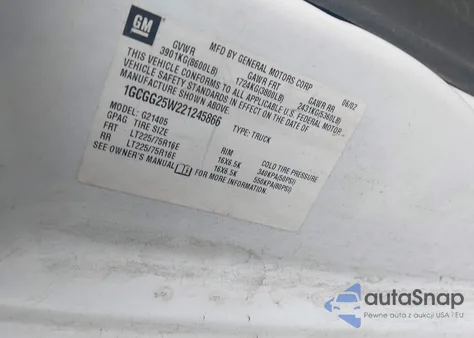 GM
MFD BY GENERAL MOTORS CORP
GVWR GAWR FRT GAWR RR 06/02
3901KG(8600LB) 1724KG(3800LB) 2431KG(5360LB)
THIS VEHICLE CONFORMS TO ALL APPLICABLE U.S. FEDERAL MOTOR
VEHICLE SAFETY STANDARDS IN EFFECT ON THE DATE OF
MANUFACTURE SHOWN ABOVE.
1GCGG25W221245866 TYPE:TRUCK
MODEL: G21405
GPAG TIRE SIZE RIM COLD TIRE PRESSURE
FRT LT225/75R16E 16X6.5K 340KPA(50PSI)
RR LT225/75R16E 16X6.5K 550KPA(80PSI)
SEE OWNER'S MANUAL FOR MORE INFORMATION.
autoSnap
Pewne auta z aukcji USA i EU